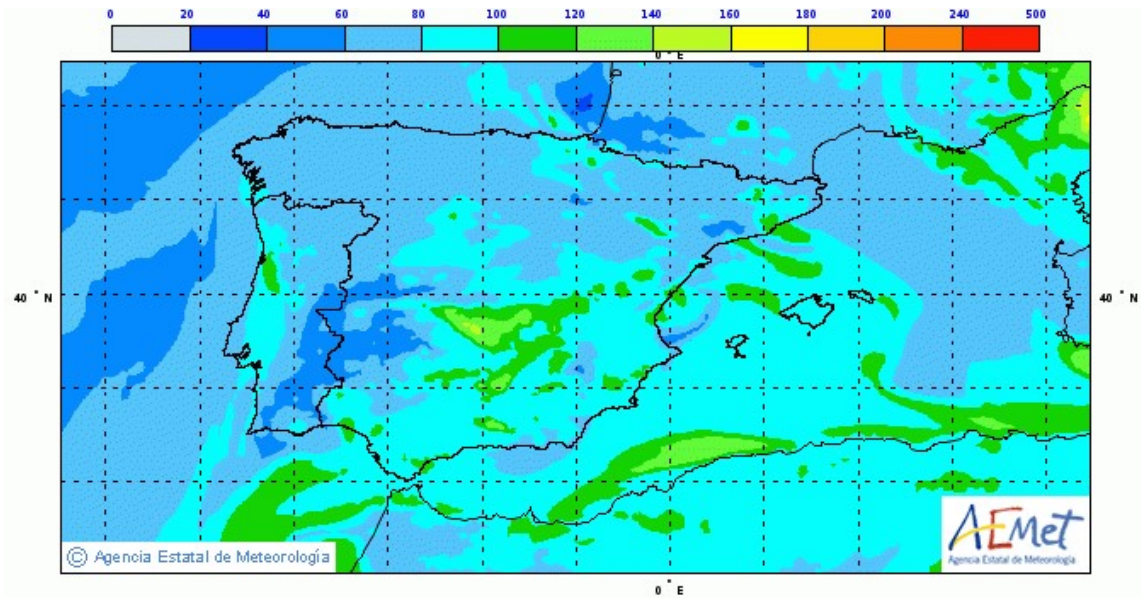 0 20 40 60 80 100 120 140 160 180 200 240 500
0 ° E
40 ° N
40 ° N
© Agencia Estatal de Meteorología
AEMet
Agencia Estatal de Meteorología
0 ° E